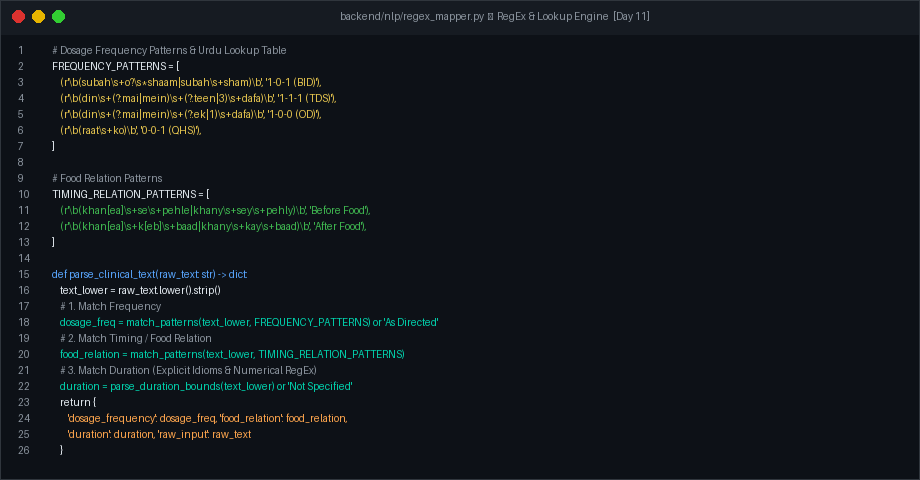 backend/nlp/regex_mapper.py ▯ RegEx & Lookup Engine [Day 11]
1 # Dosage Frequency Patterns & Urdu Lookup Table
2 FREQUENCY_PATTERNS = [
3 (r'\b(subah\s+o?\s*shaam|subah\s+sham)\b', '1-0-1 (BID)'),
4 (r'\b(din\s+(?:mai|mein)\s+(?:teen|3)\s+dafa)\b', '1-1-1 (TDS)'),
5 (r'\b(din\s+(?:mai|mein)\s+(?:ek|1)\s+dafa)\b', '1-0-0 (OD)'),
6 (r'\b(raat\s+ko)\b', '0-0-1 (QHS)'),
7 ]
8
9 # Food Relation Patterns
10 TIMING_RELATION_PATTERNS = [
11 (r'\b(khan[ea]\s+se\s+pehle|khany\s+sey\s+pehly)\b', 'Before Food'),
12 (r'\b(khan[ea]\s+k[eb]\s+baad|khany\s+kay\s+baad)\b', 'After Food'),
13 ]
14
15 def parse_clinical_text(raw_text: str) -> dict:
16 text_lower = raw_text.lower().strip()
17 # 1. Match Frequency
18 dosage_freq = match_patterns(text_lower, FREQUENCY_PATTERNS) or 'As Directed'
19 # 2. Match Timing / Food Relation
20 food_relation = match_patterns(text_lower, TIMING_RELATION_PATTERNS)
21 # 3. Match Duration (Explicit Idioms & Numerical RegEx)
22 duration = parse_duration_bounds(text_lower) or 'Not Specified'
23 return {
24 'dosage_frequency': dosage_freq, 'food_relation': food_relation,
25 'duration': duration, 'raw_input': raw_text
26 }